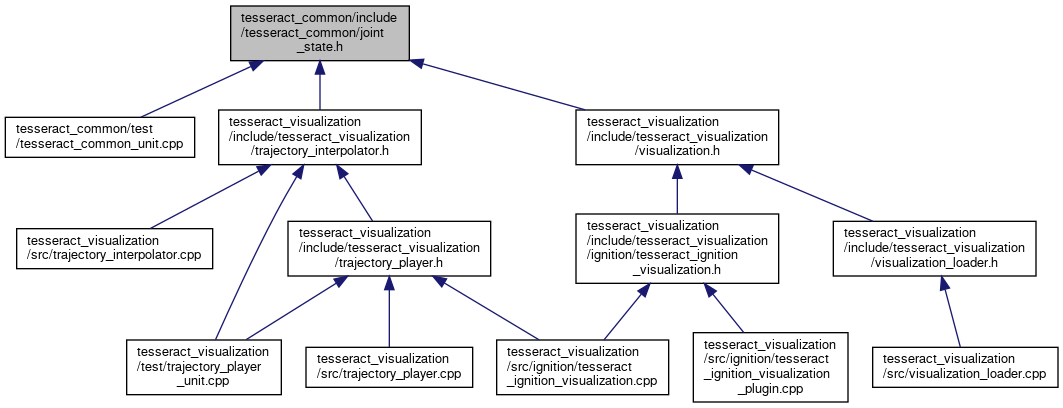 tesseract_common/include
/tesseract_common/joint
_state.h
tesseract_common/test
/tesseract_common_unit.cpp
tesseract_visualization
/include/tesseract_visualization
/trajectory_interpolator.h
tesseract_visualization
/include/tesseract_visualization
/visualization.h
tesseract_visualization
/src/trajectory_interpolator.cpp
tesseract_visualization
/include/tesseract_visualization
/trajectory_player.h
tesseract_visualization
/include/tesseract_visualization
/ignition/tesseract_ignition
_visualization.h
tesseract_visualization
/include/tesseract_visualization
/visualization_loader.h
tesseract_visualization
/test/trajectory_player
_unit.cpp
tesseract_visualization
/src/trajectory_player.cpp
tesseract_visualization
/src/ignition/tesseract
_ignition_visualization.cpp
tesseract_visualization
/src/ignition/tesseract
_ignition_visualization
_plugin.cpp
tesseract_visualization
/src/visualization_loader.cpp